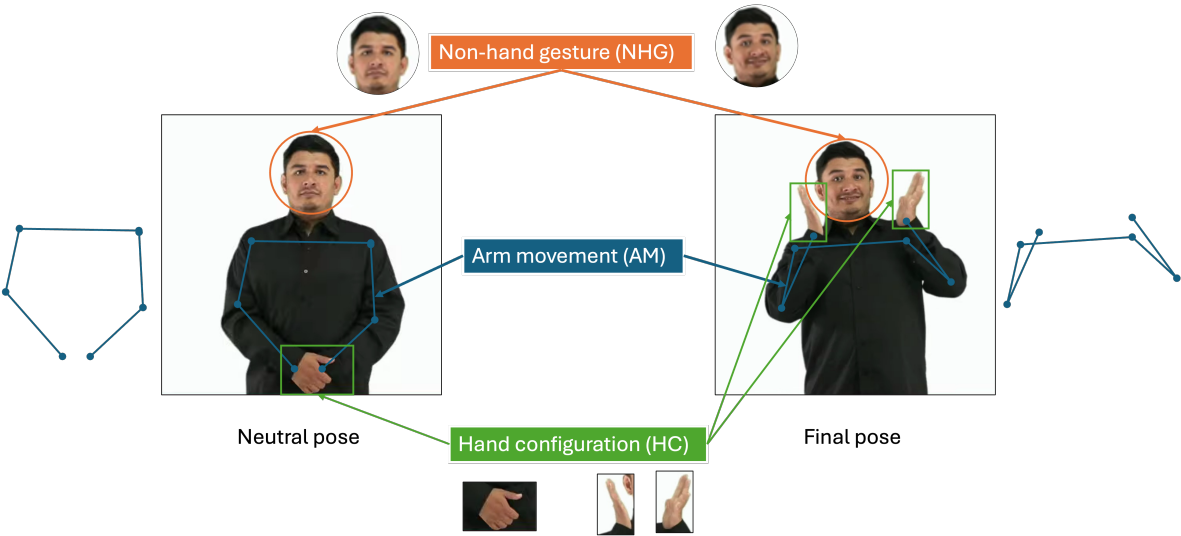 Non-hand gesture (NHG)
Arm movement (AM)
Neutral pose
Final pose
Hand configuration (HC)